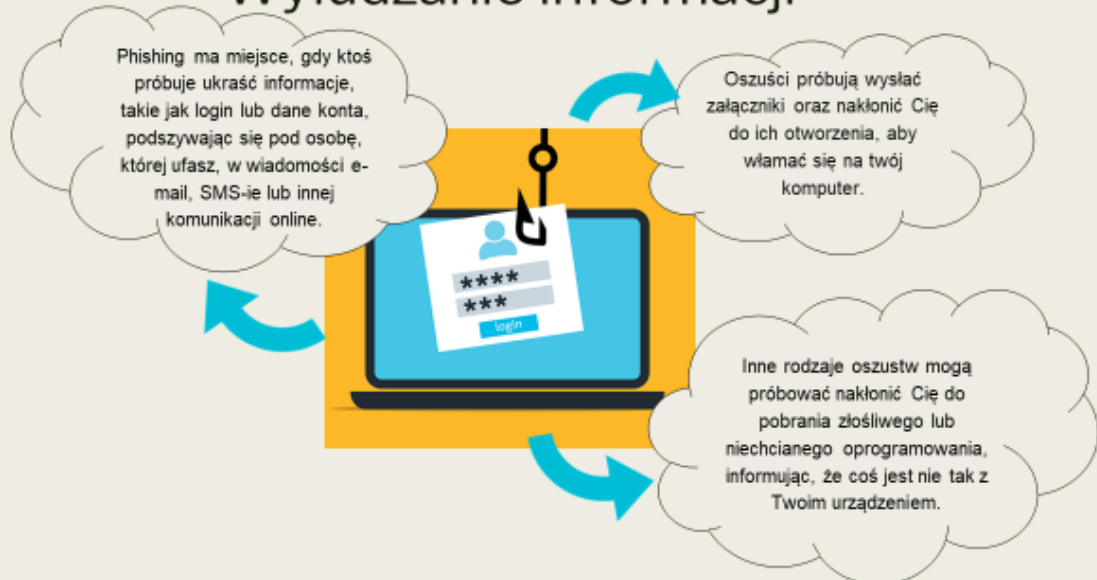 Wyłudzanie informacji
Phishing ma miejsce, gdy ktoś
próbuje ukraść informacje,
takie jak login lub dane konta,
podszywając się pod osobę,
której ufasz, w wiadomości e-
mail, SMS-ie lub innej
komunikacji online.
Oszuści próbują wysłać
załączniki oraz nakłonić Cię
do ich otworzenia, aby
włamać się na twój
komputer.
****
***
login
Inne rodzaje oszustw mogą
próbować nakłonić Cię do
pobrania złośliwego lub
niechcianego oprogramowania,
informując, że coś jest nie tak z
Twoim urządzeniem.